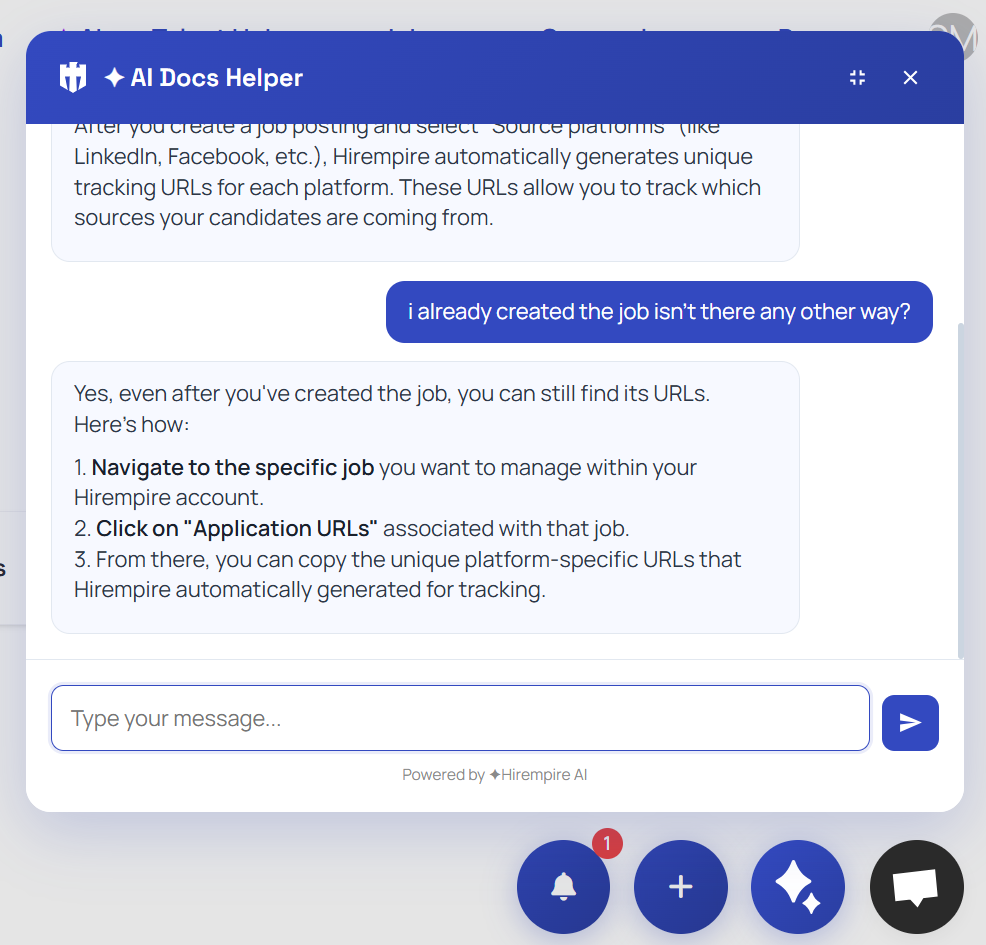 AI Docs Helper
After you create a job posting and select "Source platforms" (like
LinkedIn, Facebook, etc.), Hirempire automatically generates unique
tracking URLs for each platform. These URLs allow you to track which
sources your candidates are coming from.
i already created the job isn't there any other way?
Yes, even after you've created the job, you can still find its URLs.
Here's how:
1. Navigate to the specific job you want to manage within your
Hirempire account.
2. Click on "Application URLs" associated with that job.
3. From there, you can copy the unique platform-specific URLs that
Hirempire automatically generated for tracking.
Type your message...
Powered by ✦Hirempire AI
1